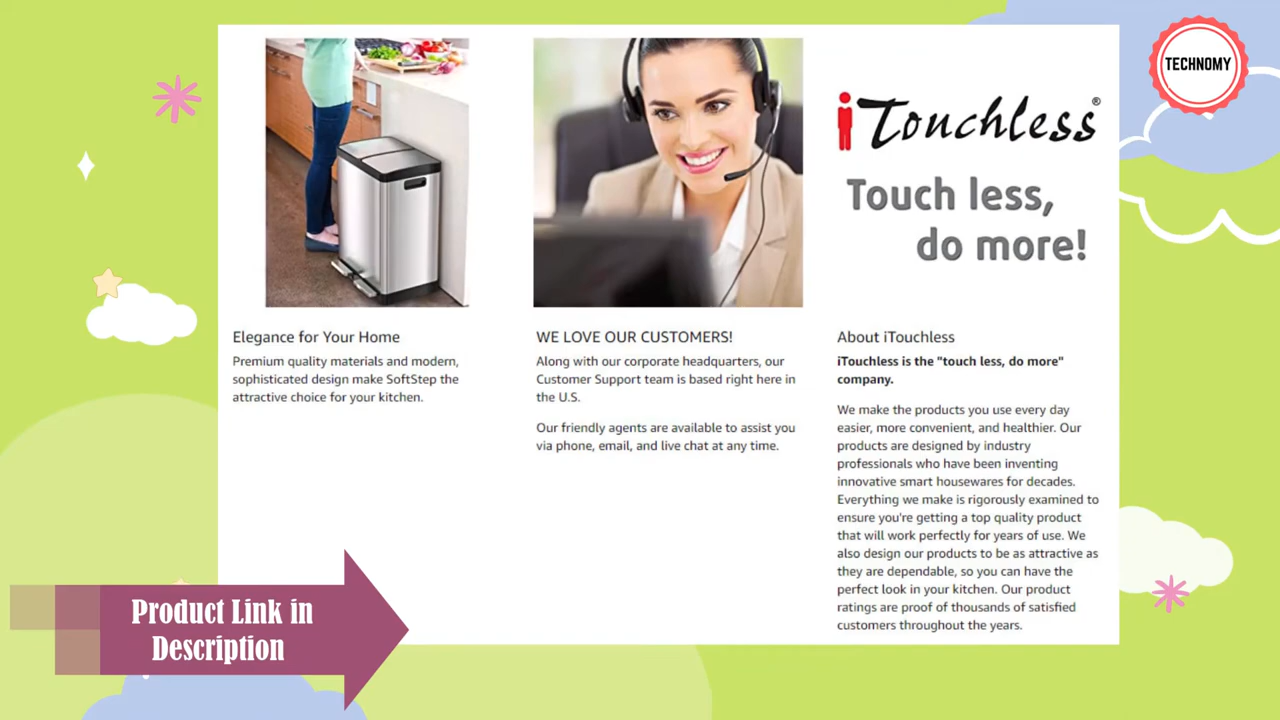 TECHNOMY
iTouchless®
Touch less,
do more!
Elegance for Your Home
Premium quality materials and modern,
sophisticated design make SoftStep the
attractive choice for your kitchen.
WE LOVE OUR CUSTOMERS!
Along with our corporate headquarters, our
Customer Support team is based right here in
the U.S.
Our friendly agents are available to assist you
via phone, email, and live chat at any time.
About iTouchless
iTouchless is the "touch less, do more"
company.
We make the products you use every day
easier, more convenient, and healthier. Our
products are designed by industry
professionals who have been inventing
innovative smart housewares for decades.
Everything we make is rigorously examined to
ensure you're getting a top quality product
that will work perfectly for years of use. We
also design our products to be as attractive as
they are dependable, so you can have the
perfect look in your kitchen. Our product
ratings are proof of thousands of satisfied
customers throughout the years.
Product Link in
Description